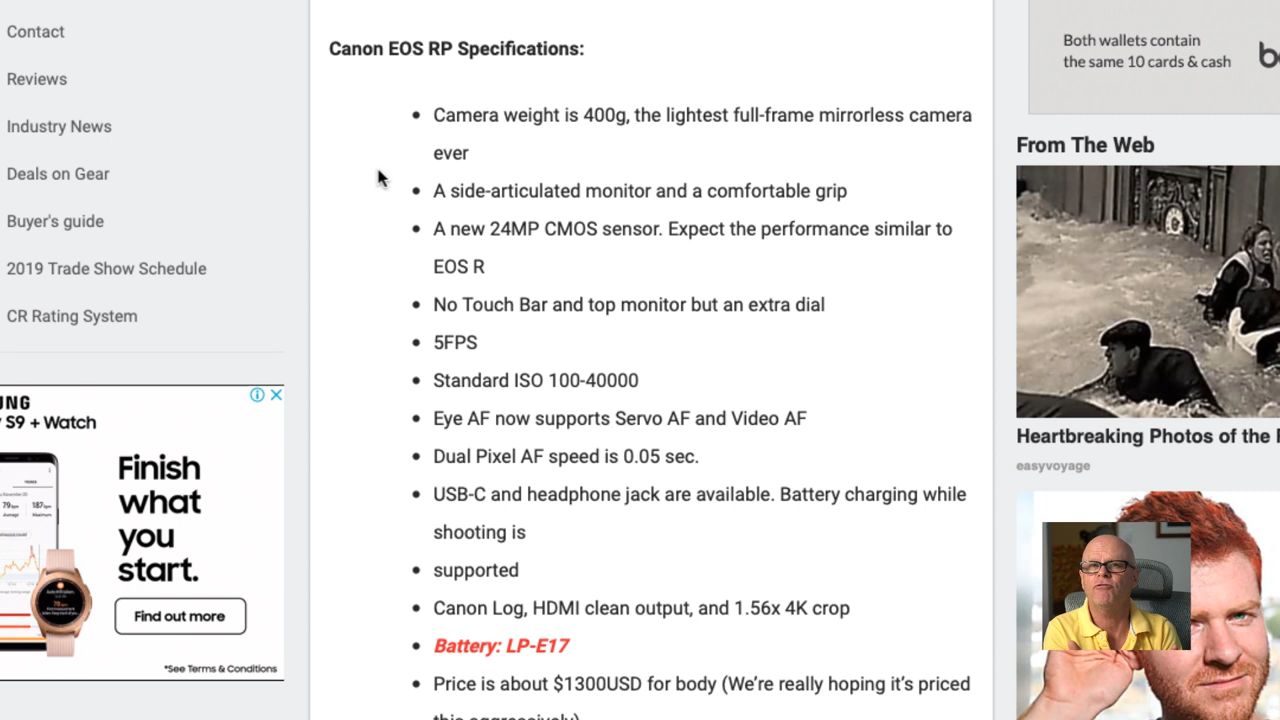 Contact
Reviews
Industry News
Deals on Gear
Buyer's guide
2019 Trade Show Schedule
CR Rating System
S9 + Watch
Finish
what
you
start.
Find out more
*See Terms & Conditions
Canon EOS RP Specifications:
Camera weight is 400g, the lightest full-frame mirrorless camera
ever
A side-articulated monitor and a comfortable grip
A new 24MP CMOS sensor. Expect the performance similar to
EOS R
No Touch Bar and top monitor but an extra dial
5FPS
Standard ISO 100-40000
Eye AF now supports Servo AF and Video AF
Dual Pixel AF speed is 0.05 sec.
USB-C and headphone jack are available. Battery charging while
shooting is
supported
Canon Log, HDMI clean output, and 1.56x 4K crop
Battery: LP-E17
Price is about $1300USD for body (We're really hoping it's priced
this aggressively)
Both wallets contain
the same 10 cards & cash
From The Web
Heartbreaking Photos of the
easyvoyage